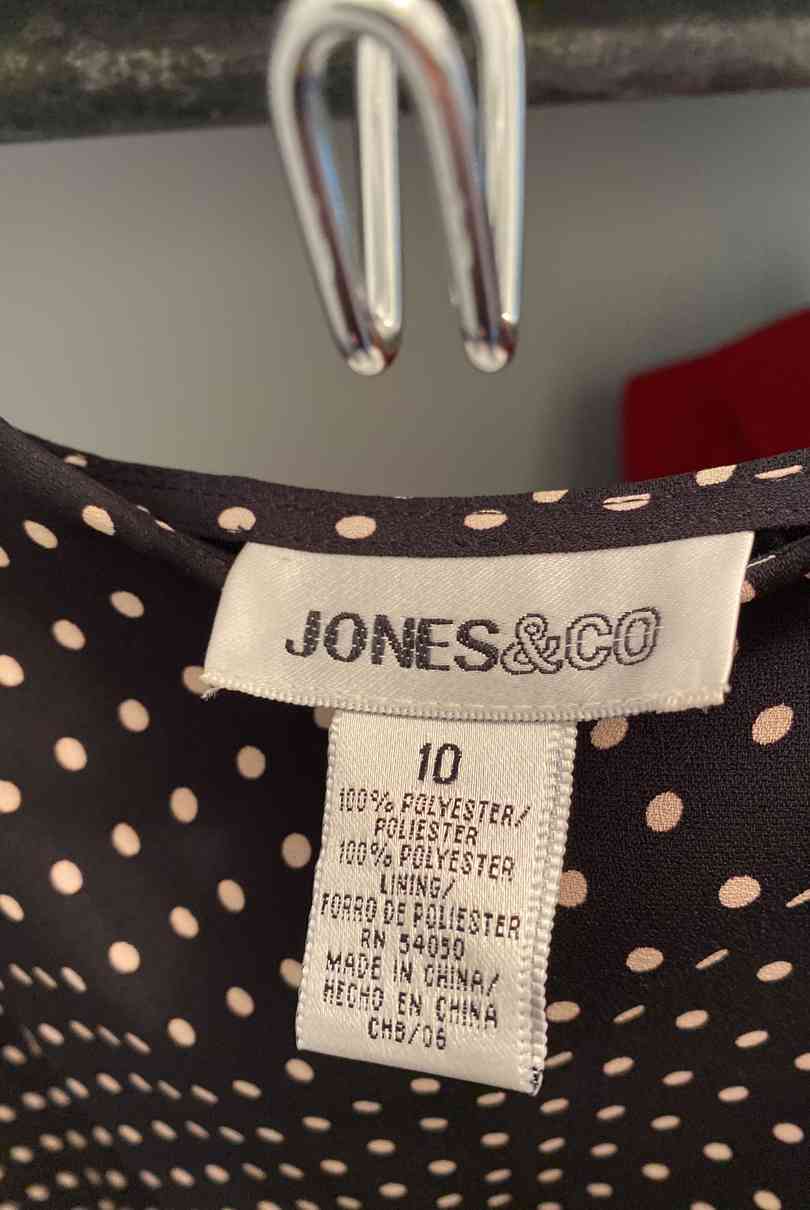 JONES&CO
10
100% POLYESTER/
POLIESTER
100% POLYESTER
LINING/
FORRO DE POLIESTER
RN 54050
MADE IN CHINA/
HECHO EN CHINA
CHB/06